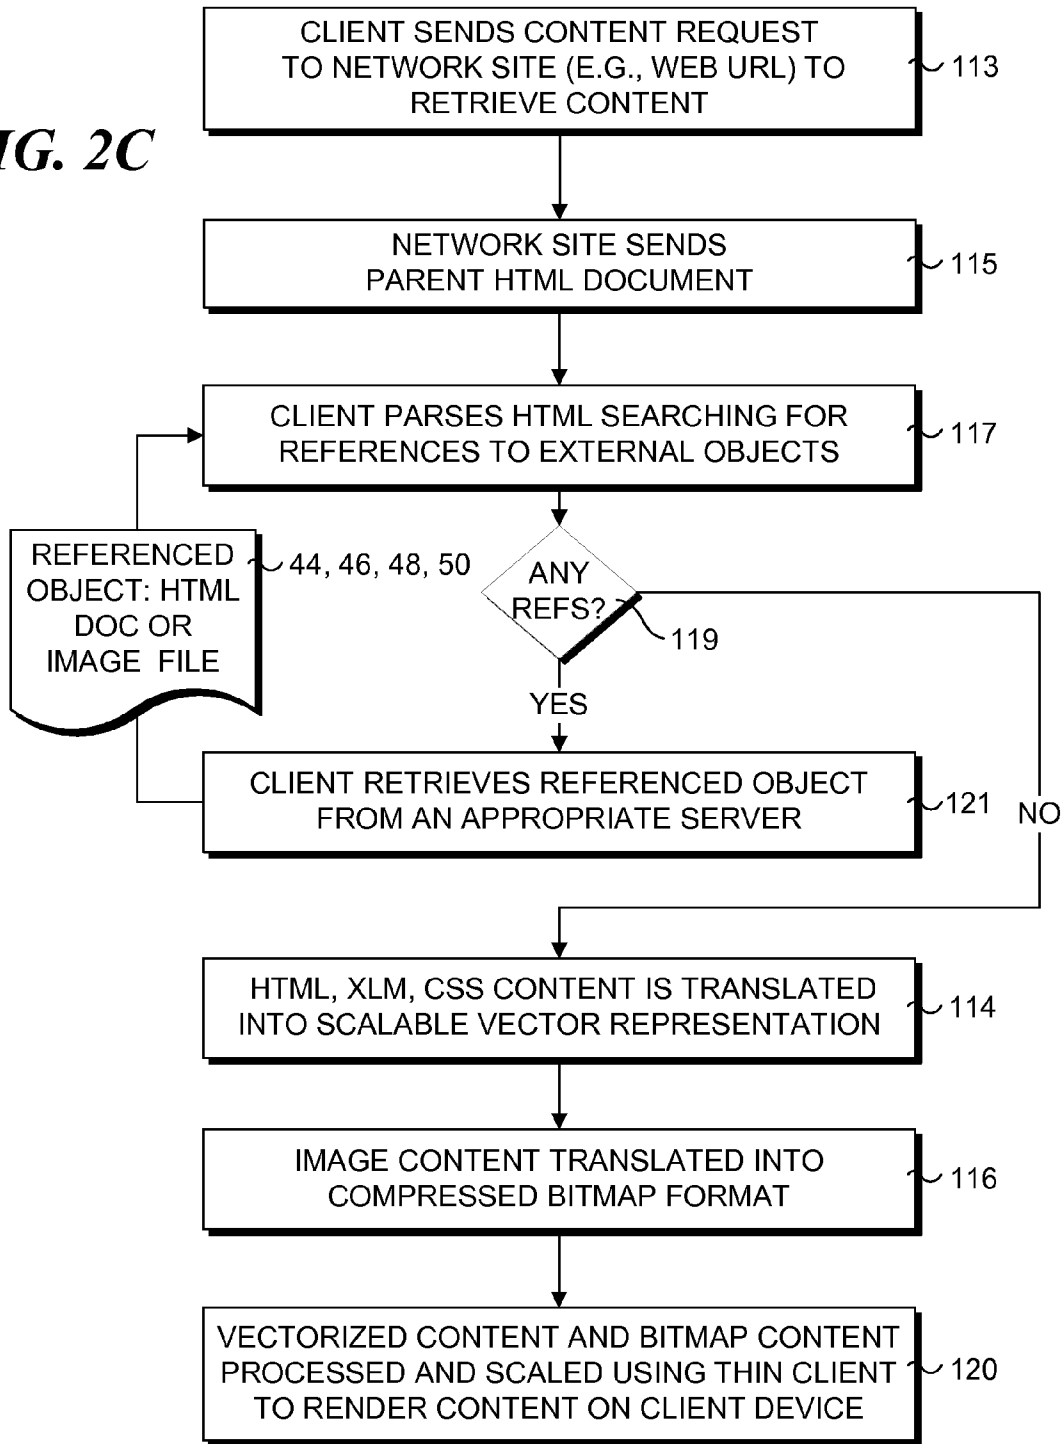 CLIENT SENDS CONTENT REQUEST
TO NETWORK SITE (E.G., WEB URL) TO
RETRIEVE CONTENT
113
IG. 2C
NETWORK SITE SENDS
PARENT HTML DOCUMENT
115
CLIENT PARSES HTML SEARCHING FOR
REFERENCES TO EXTERNAL OBJECTS
117
REFERENCED
OBJECT: HTML
DOC OR
IMAGE FILE
44, 46, 48, 50
ANY
REFS?
119
YES
NO
CLIENT RETRIEVES REFERENCED OBJECT
FROM AN APPROPRIATE SERVER
121
HTML, XLM, CSS CONTENT IS TRANSLATED
INTO SCALABLE VECTOR REPRESENTATION
114
IMAGE CONTENT TRANSLATED INTO
COMPRESSED BITMAP FORMAT
116
VECTORIZED CONTENT AND BITMAP CONTENT
PROCESSED AND SCALED USING THIN CLIENT
TO RENDER CONTENT ON CLIENT DEVICE
120